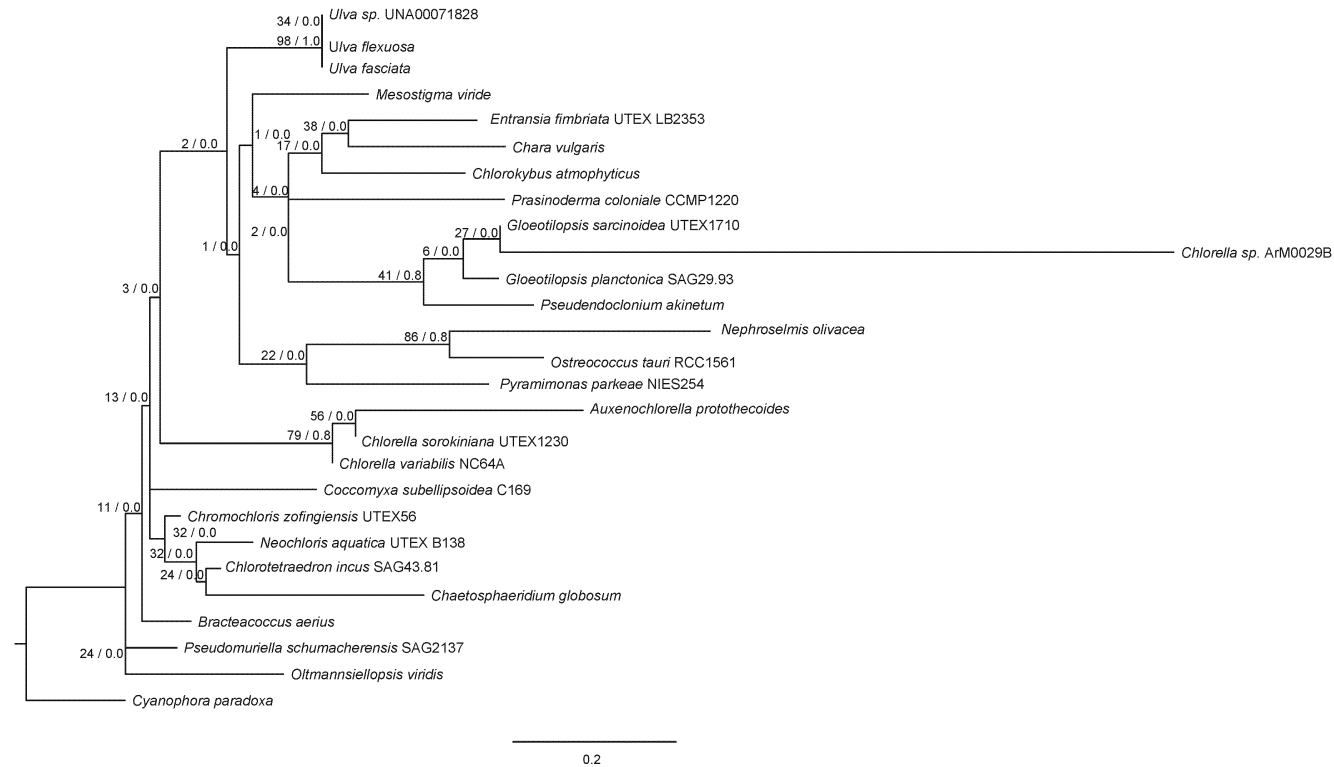 34 / 0.0 Ulva sp. UNA00071828
98 / 1.0 Ulva flexuosa
Ulva fasciata
Mesostigma viride
Entransia fimbriata UTEX LB2353
38 / 0.0
1 / 0.0
2 / 0.0
17 / 0.0
Chara vulgaris
Chlorokybus atmophyticus
4 / 0.0
Prasinoderma coloniale CCMP1220
Gloeotilopsis sarcinoidea UTEX1710
2 / 0.0
27 / 0.0
1 / 0.0
6 / 0.0
Chlorella sp. ArM0029B
41 / 0.8
Gloeotilopsis planctonica SAG29.93
3 / 0.0
Pseudendoclonium akinetum
Nephroselmis olivacea
86 / 0.8
22 / 0.0
Ostreococcus tauri RCC1561
Pyramimonas parkeae NIES254
13 / 0.0
Auxenochlorella protothecoides
56 / 0.0
79 / 0.8
Chlorella sorokiniana UTEX1230
Chlorella variabilis NC64A
Coccomyxa subellipsoidea C169
11 / 0.0
Chromochloris zofingiensis UTEX56
32 / 0.0
Neochloris aquatica UTEX B138
32 / 0.0
Chlorotetraedron incus SAG43.81
24 / 0.0
Chaetosphaeridium globosum
Bracteacoccus aerius
Pseudomuriella schumacherensis SAG2137
24 / 0.0
Oltmannsiellopsis viridis
Cyanophora paradoxa
0.2